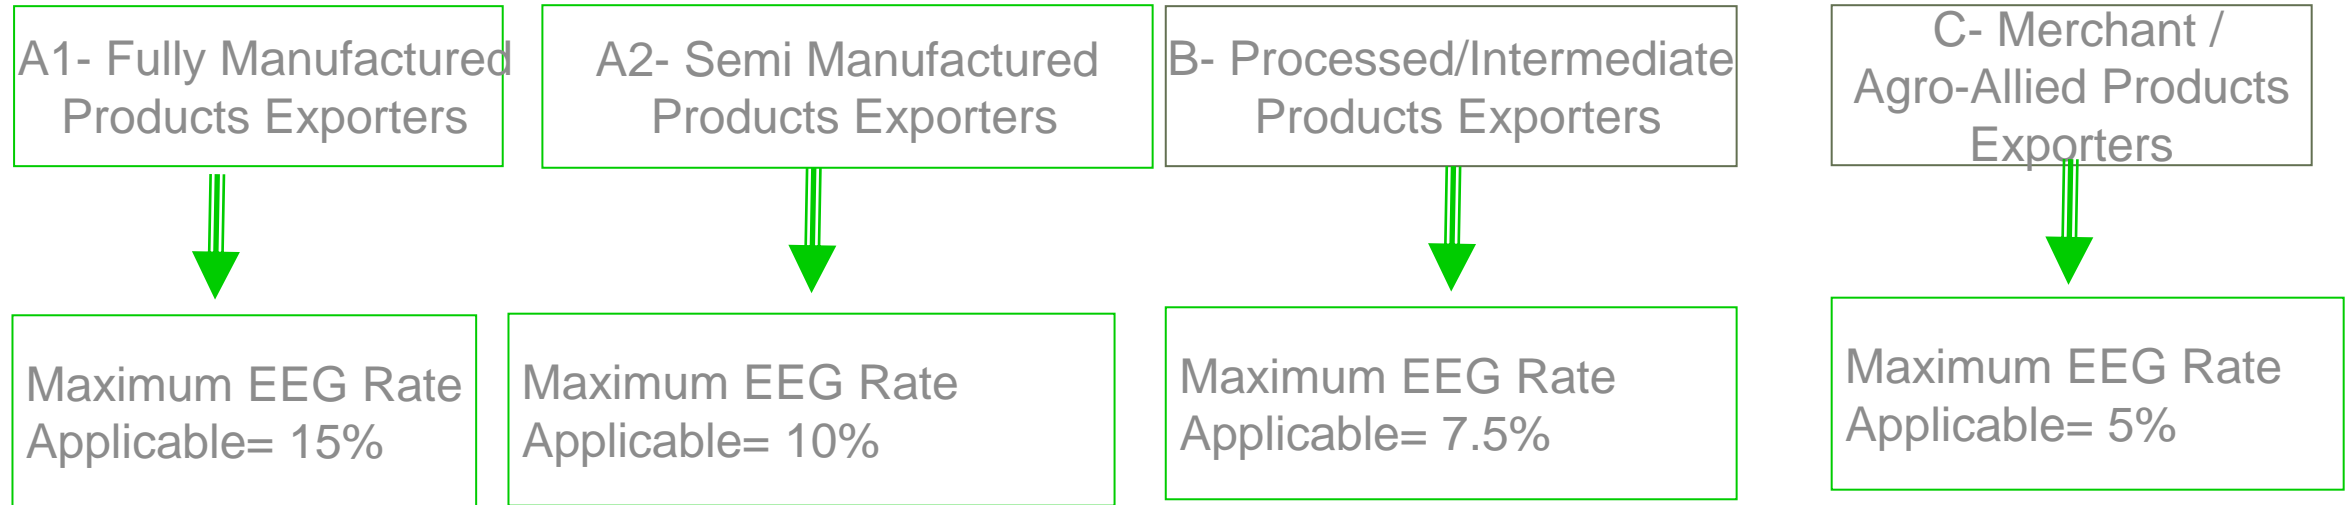 A1- Fully Manufactured
Products Exporters
A2- Semi Manufactured
Products Exporters
B- Processed/Intermediate
Products Exporters
C- Merchant /
Agro-Allied Products
Exporters
Maximum EEG Rate
Applicable= 15%
Maximum EEG Rate
Applicable= 10%
Maximum EEG Rate
Applicable= 7.5%
Maximum EEG Rate
Applicable= 5%